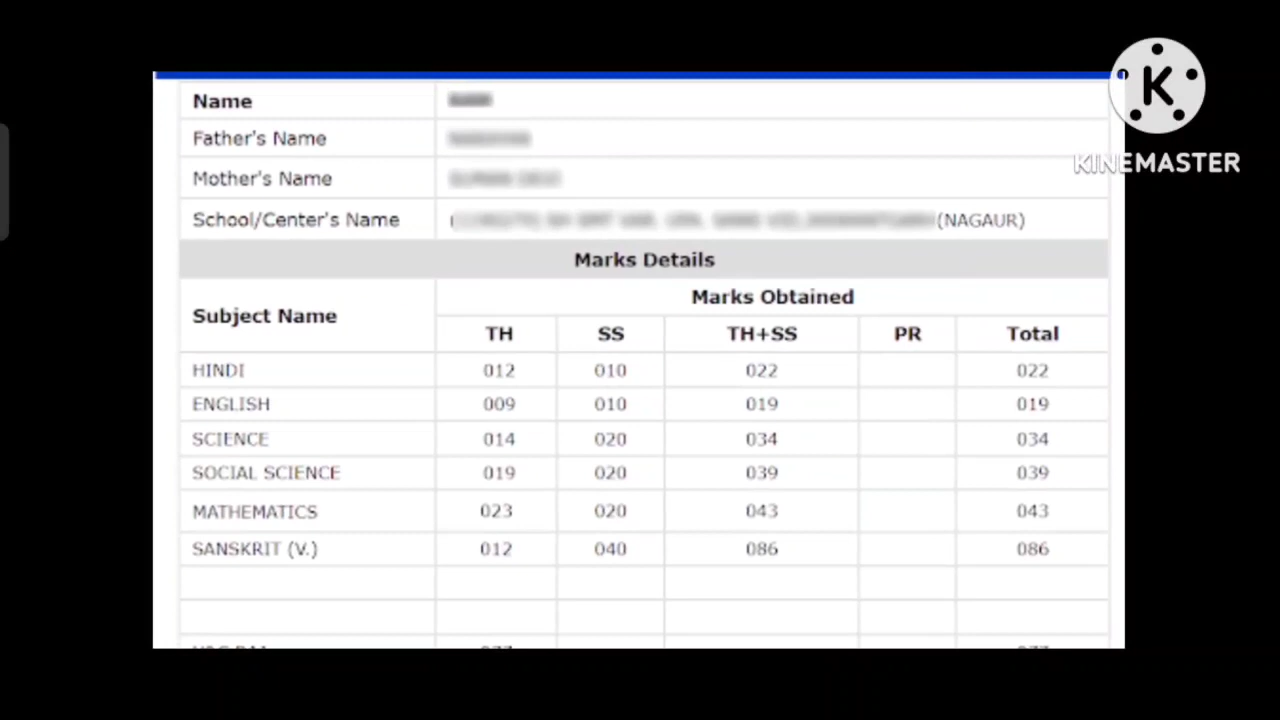 K
KINEMASTER
Name
Father's Name
Mother's Name
School/Center's Name (NAGAUR)
Marks Details
Subject Name Marks Obtained
TH SS TH+SS PR Total
HINDI 012 010 022 022
ENGLISH 009 010 019 019
SCIENCE 014 020 034 034
SOCIAL SCIENCE 019 020 039 039
MATHEMATICS 023 020 043 043
SANSKRIT (V.) 012 040 086 086